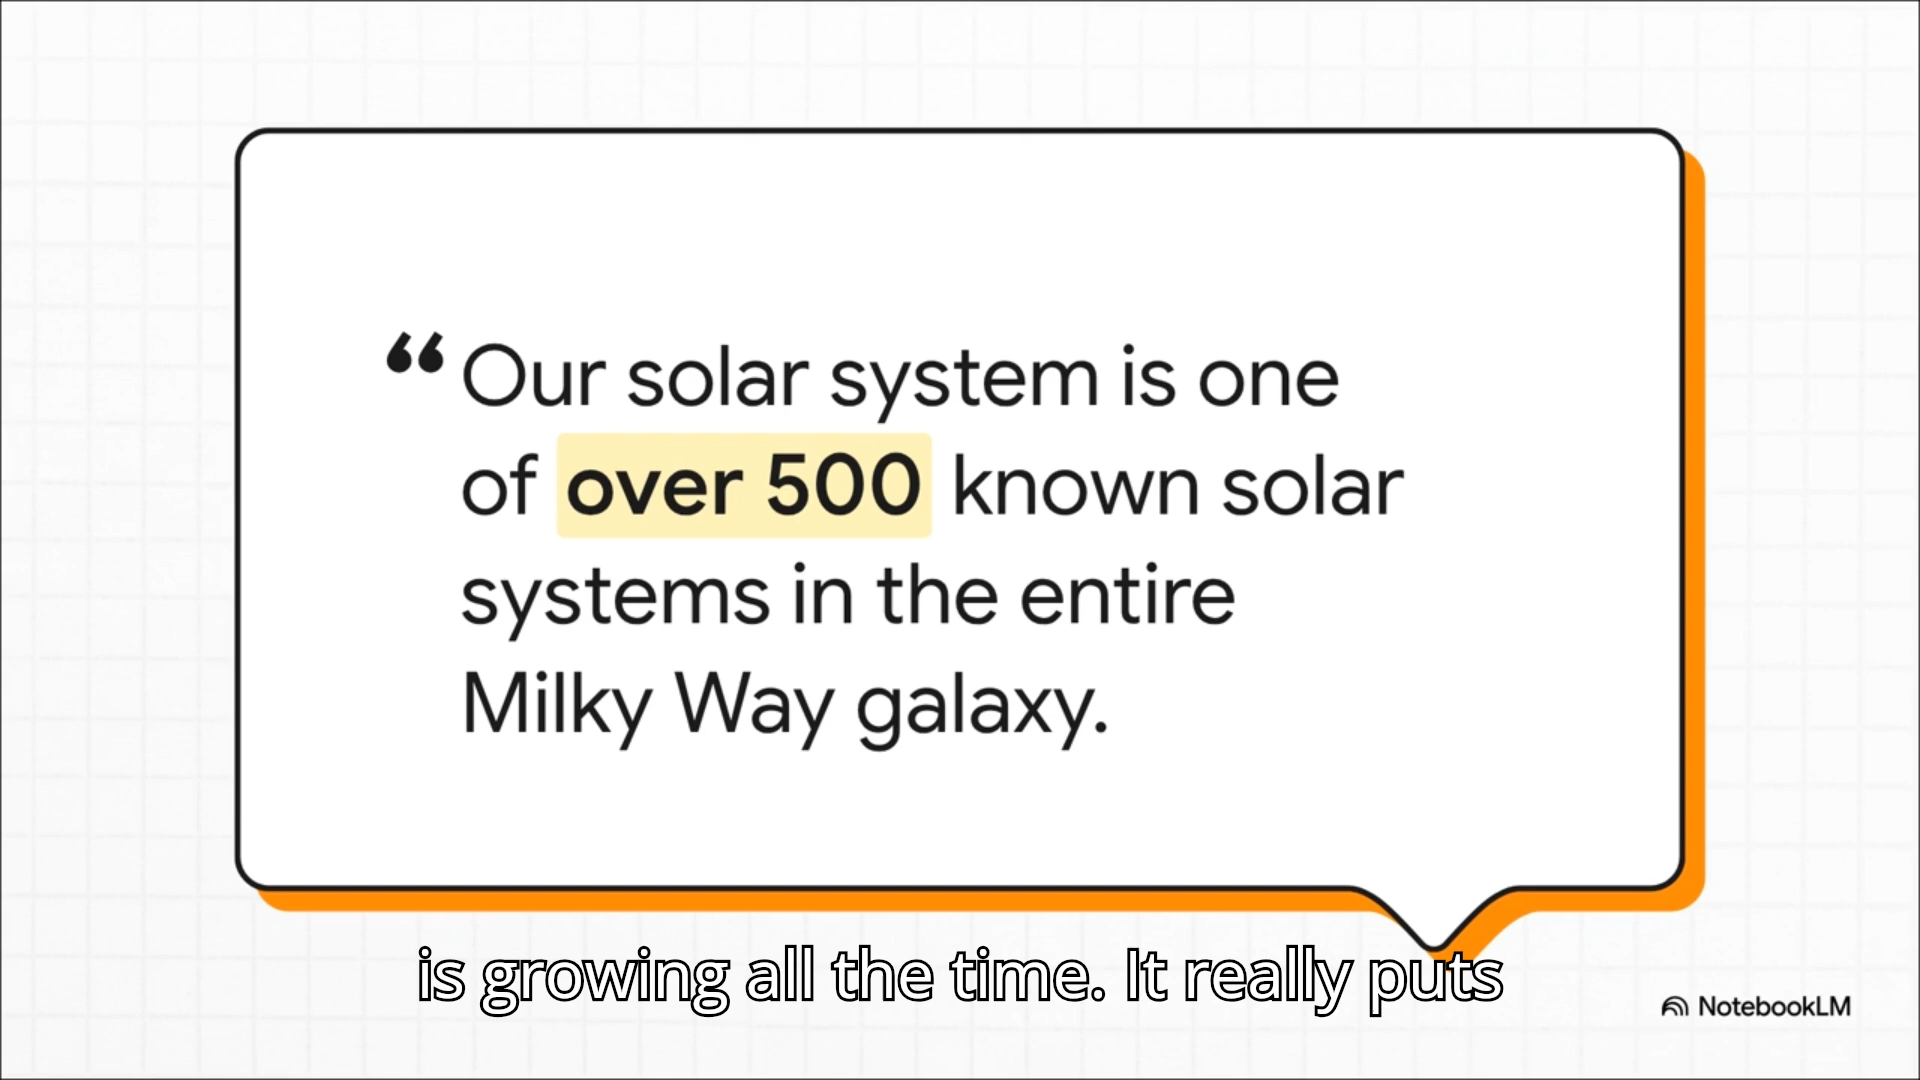 “Our solar system is one
of over 500 known solar
systems in the entire
Milky Way galaxy.
is growing all the time. It really puts
NotebookLM